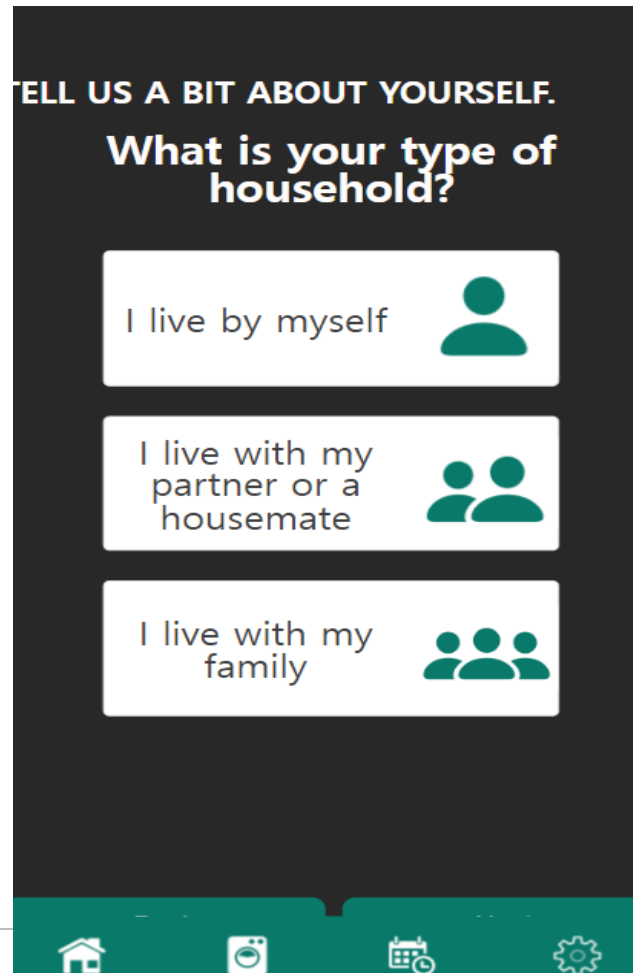 TELL US A BIT ABOUT YOURSELF.
What is your type of
household?
I live by myself
I live with my
partner or a
housemate
I live with my
family